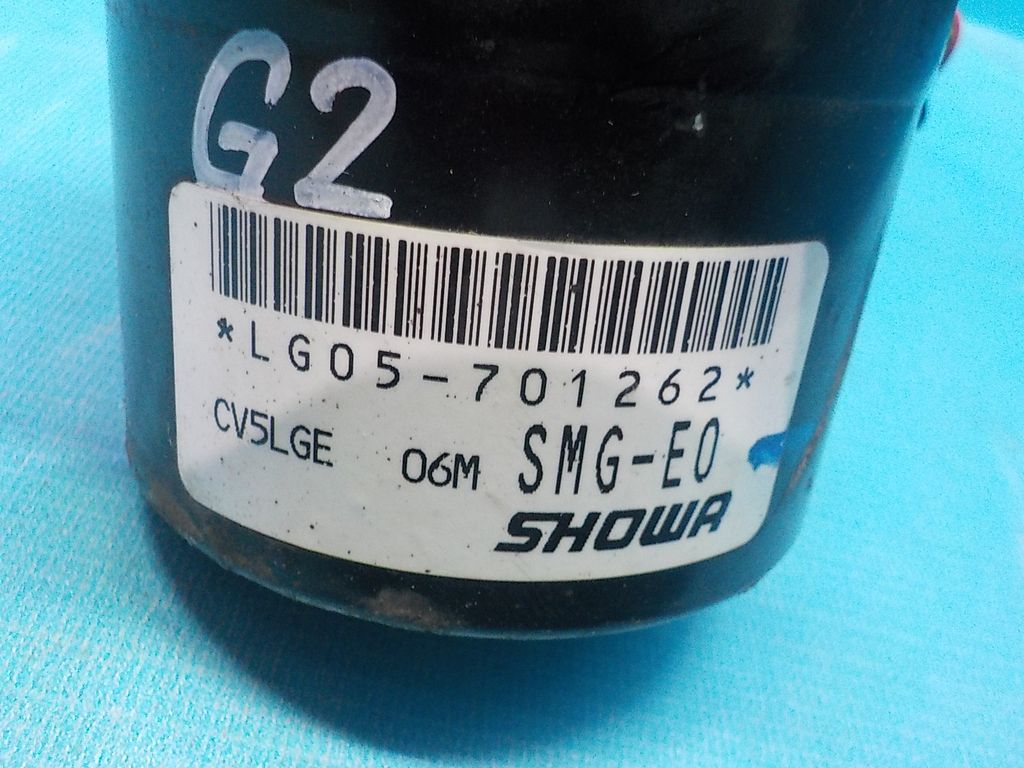 G2
*LG05-701262*
CV5LGE 06M SMG-E0
SHOWA